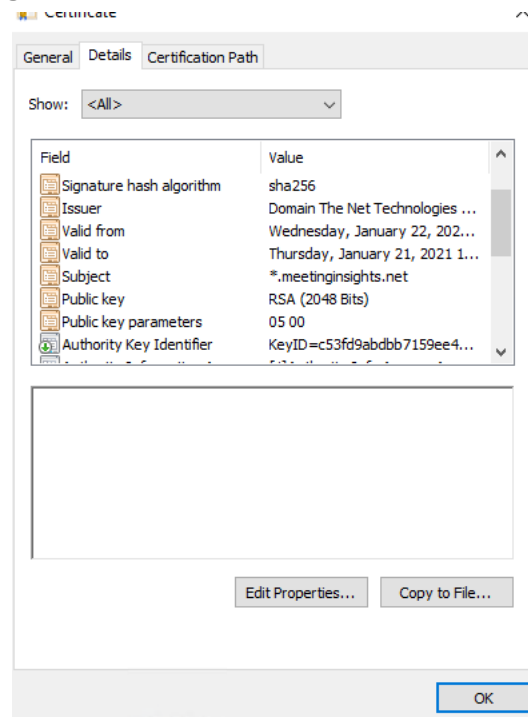 Certificate
General Details Certification Path
Show: <All>
Field Value
Signature hash algorithm sha256
Issuer Domain The Net Technologies ...
Valid from Wednesday, January 22, 202...
Valid to Thursday, January 21, 2021 1...
Subject *.meetinginsights.net
Public key RSA (2048 Bits)
Public key parameters 05 00
Authority Key Identifier KeyID=c53fd9abdbb7159ee4...
Edit Properties... Copy to File...
OK